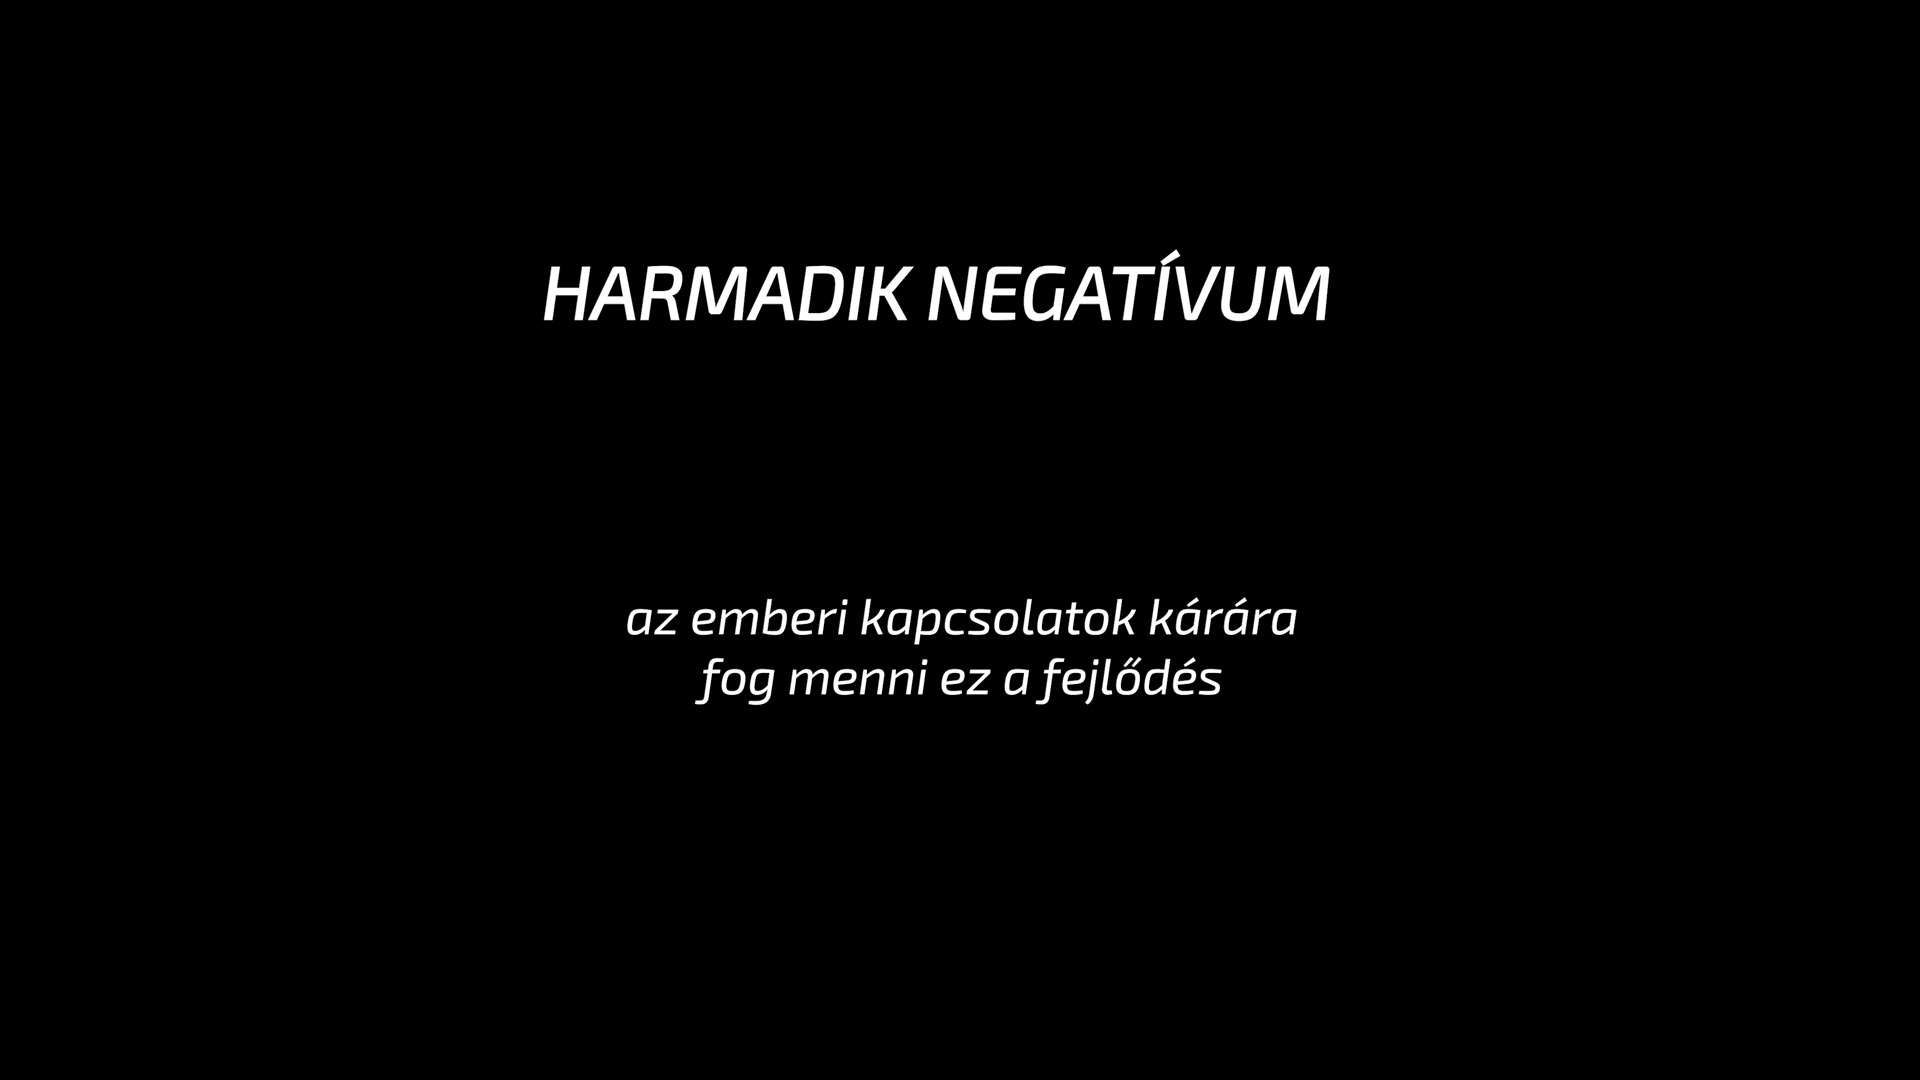 HARMADIK NEGATÍVUM
az emberi kapcsolatok kárára
fog menni ez a fejlődés